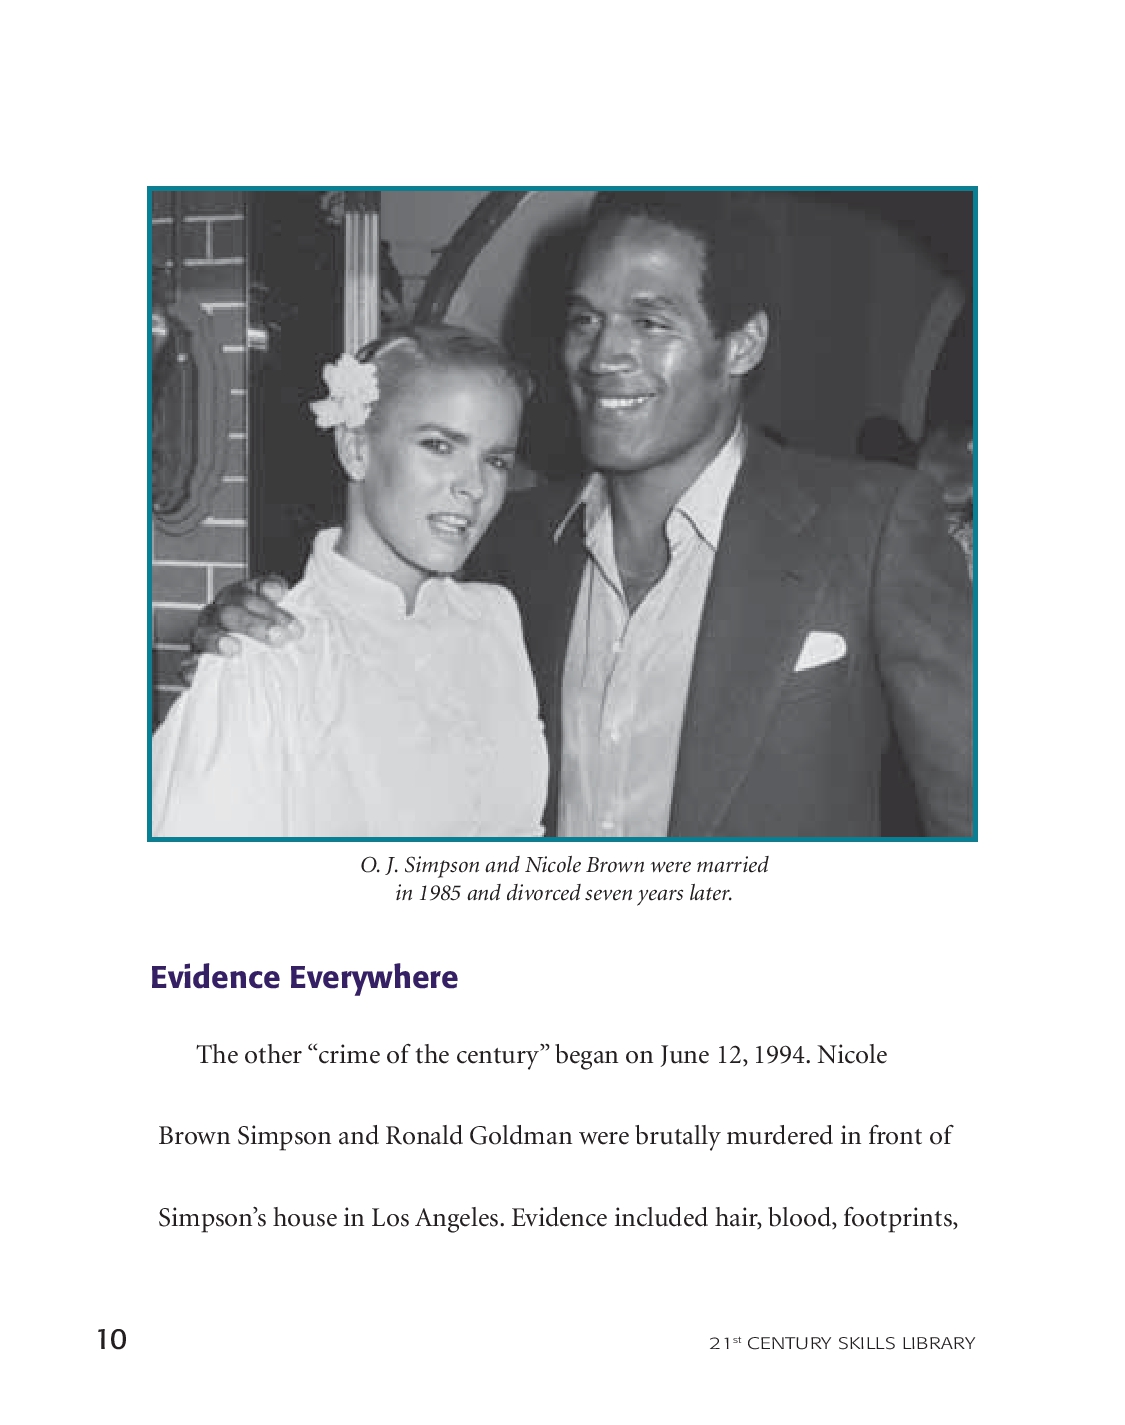 O. J. Simpson and Nicole Brown were married
in 1985 and divorced seven years later.
Evidence Everywhere
The other “crime of the century” began on June 12, 1994. Nicole
Brown Simpson and Ronald Goldman were brutally murdered in front of
Simpson’s house in Los Angeles. Evidence included hair, blood, footprints,
10
21st CENTURY SKILLS LIBRARY